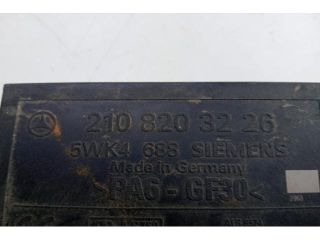 210 820 32 26
5WK4 688 SIEMENS
Made in Germany
>PA6-GF30<